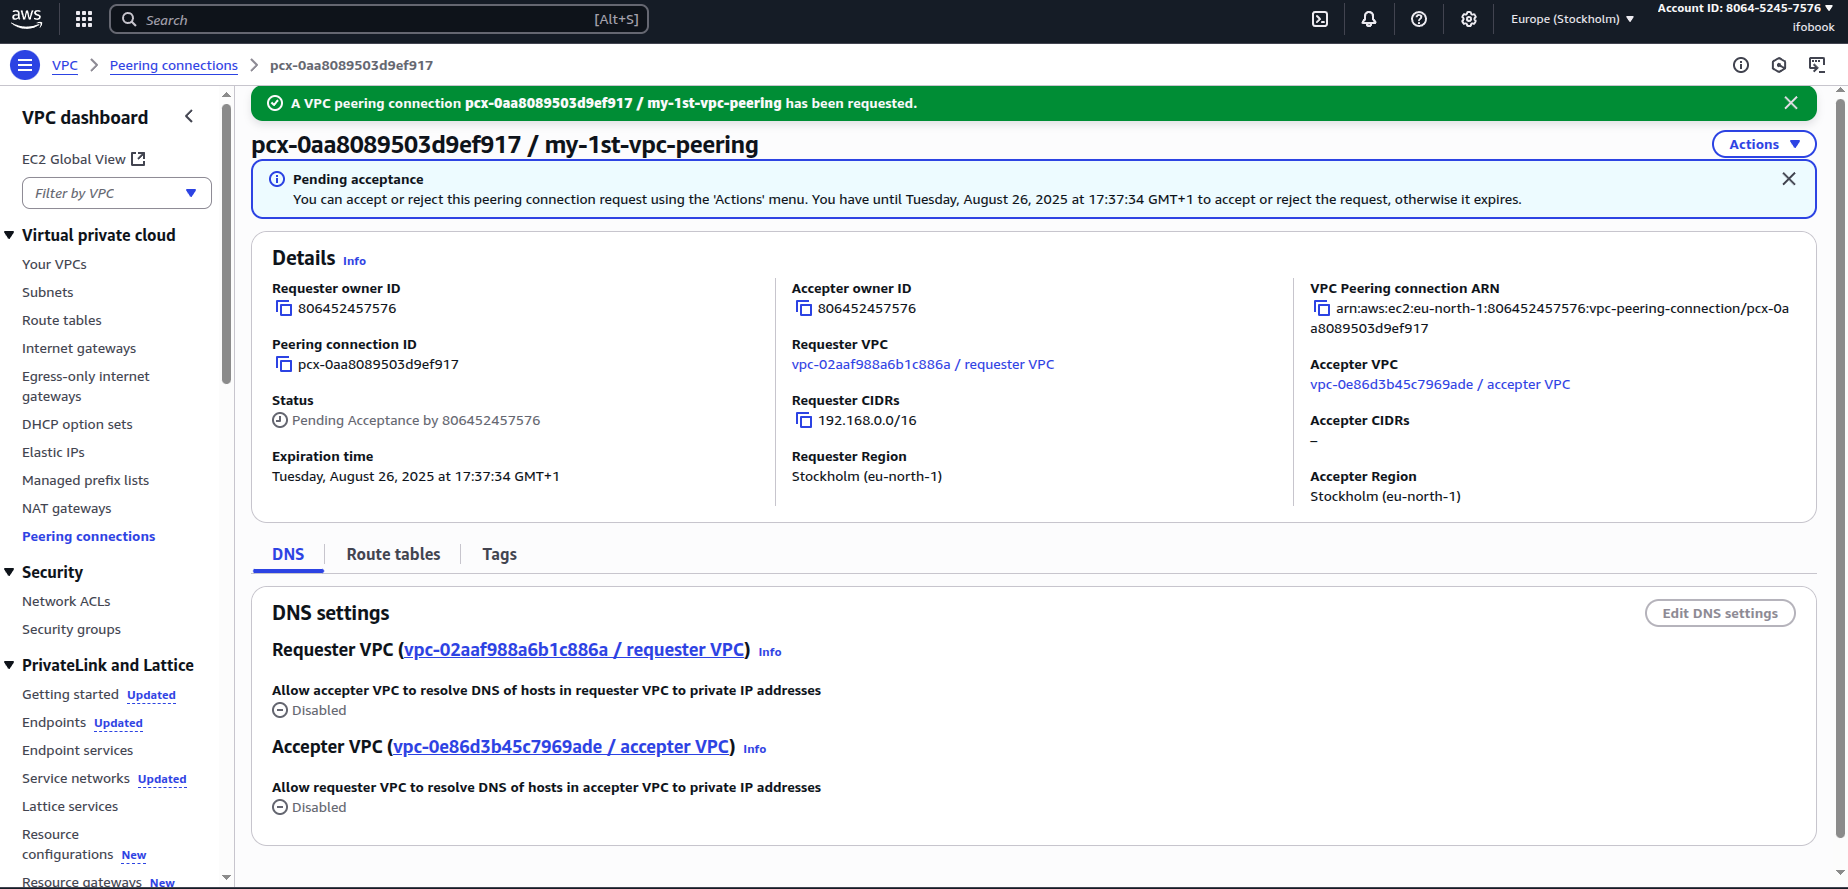 aws
Search [Alt+S]
Europe (Stockholm)
Account ID: 8064-5245-7576
ifobook
VPC
Peering connections
pcx-0aa8089503d9ef917
VPC dashboard
EC2 Global View
Filter by VPC
Virtual private cloud
Your VPCs
Subnets
Route tables
Internet gateways
Egress-only internet
gateways
DHCP option sets
Elastic IPs
Managed prefix lists
NAT gateways
Peering connections
Security
Network ACLs
Security groups
PrivateLink and Lattice
Getting started Updated
Endpoints Updated
Endpoint services
Service networks Updated
Lattice services
Resource
configurations New
Resource gateways New
A VPC peering connection pcx-0aa8089503d9ef917 / my-1st-vpc-peering has been requested.
pcx-0aa8089503d9ef917 / my-1st-vpc-peering
Actions
Pending acceptance
You can accept or reject this peering connection request using the 'Actions' menu. You have until Tuesday, August 26, 2025 at 17:37:34 GMT+1 to accept or reject the request, otherwise it expires.
Details Info
Requester owner ID
806452457576
Peering connection ID
pcx-0aa8089503d9ef917
Status
Pending Acceptance by 806452457576
Expiration time
Tuesday, August 26, 2025 at 17:37:34 GMT+1
Accepter owner ID
806452457576
Requester VPC
vpc-02aaf988a6b1c886a / requester VPC
Requester CIDRs
192.168.0.0/16
Requester Region
Stockholm (eu-north-1)
VPC Peering connection ARN
arn:aws:ec2:eu-north-1:806452457576:vpc-peering-connection/pcx-0a
a8089503d9ef917
Accepter VPC
vpc-0e86d3b45c7969ade / accepter VPC
Accepter CIDRs
–
Accepter Region
Stockholm (eu-north-1)
DNS
Route tables
Tags
DNS settings
Edit DNS settings
Requester VPC (vpc-02aaf988a6b1c886a / requester VPC) Info
Allow accepter VPC to resolve DNS of hosts in requester VPC to private IP addresses
Disabled
Accepter VPC (vpc-0e86d3b45c7969ade / accepter VPC) Info
Allow requester VPC to resolve DNS of hosts in accepter VPC to private IP addresses
Disabled